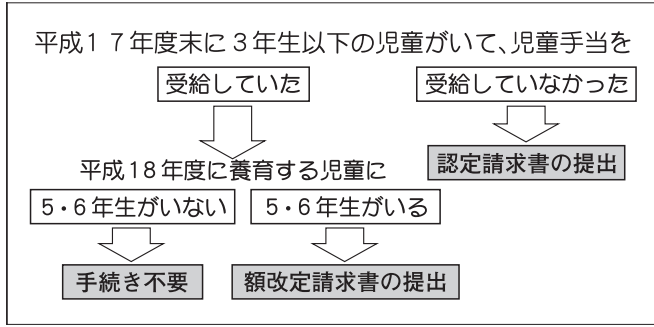 平成１７年度末に３年生以下の児童がいて、児童手当を
受給していた
受給していなかった
認定請求書の提出
平成18年度に養育する児童に
５・６年生がいない
５・６年生がいる
手続き不要
額改定請求書の提出